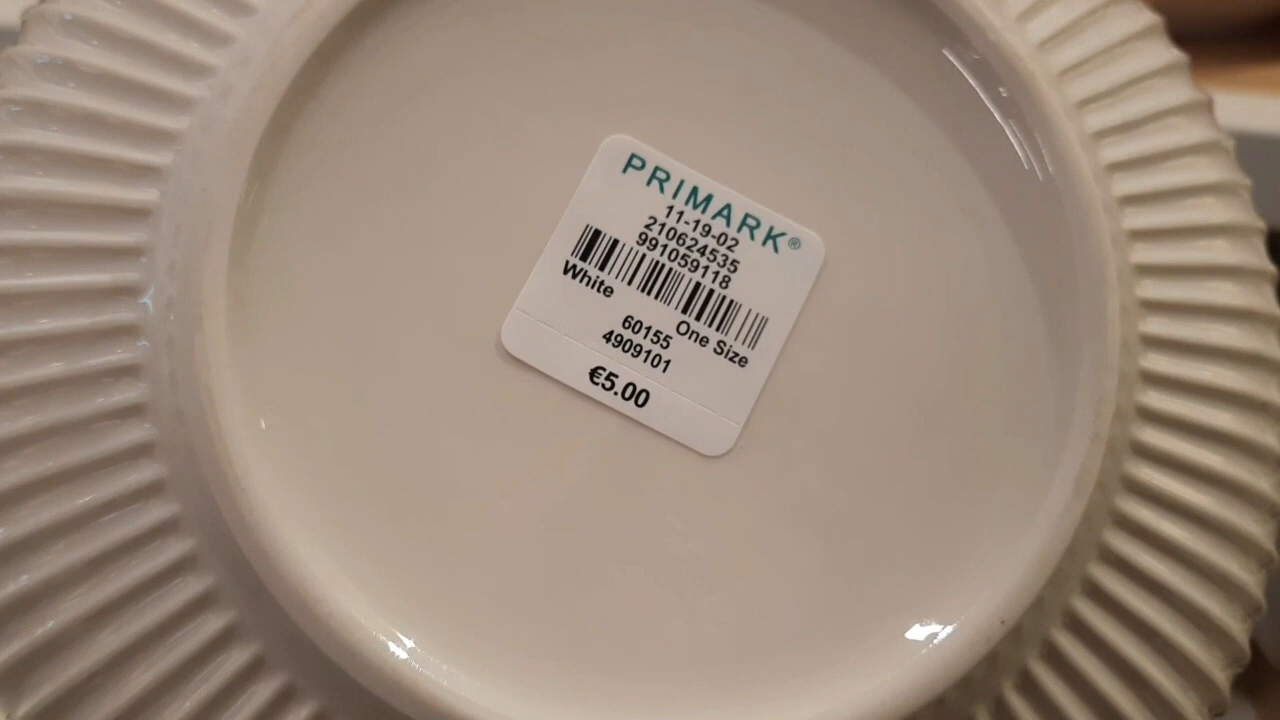 PRIMARK®
11-19-02
210624535
991059118
White
One Size
60155
4909101
€5.00